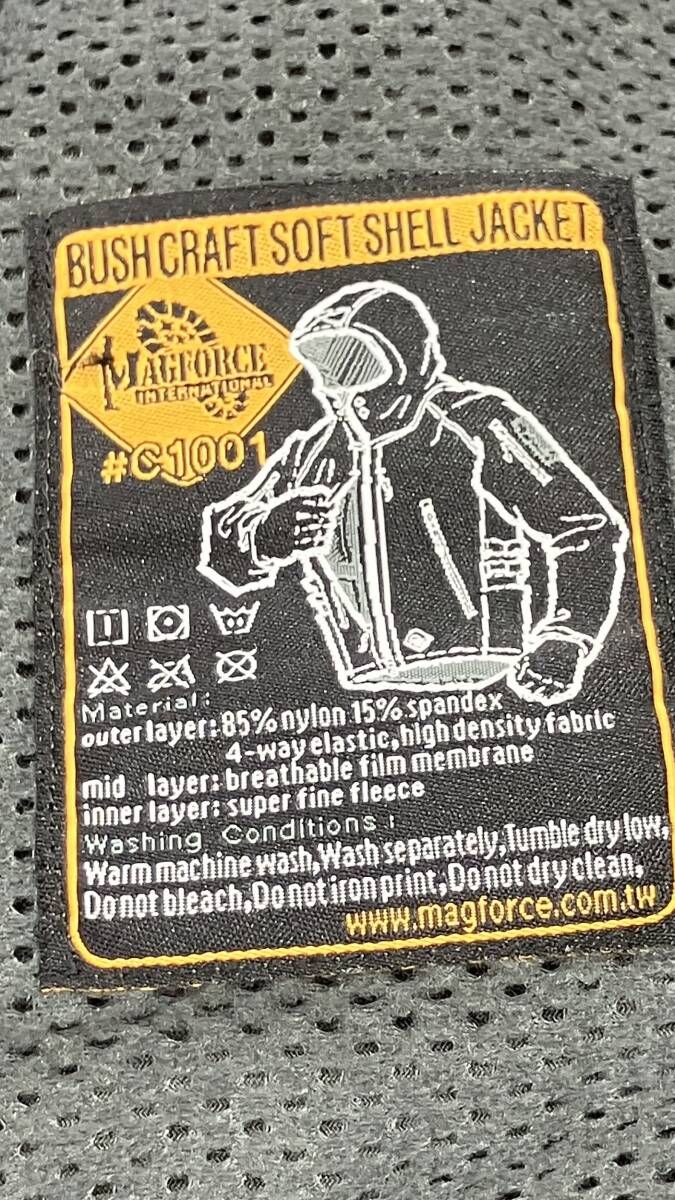 BUSH CRAFT SOFT SHELL JACKET
MAGFORCE
INTERNATIONAL
#C1001
Material:
outer layer: 85% nylon 15% spandex
4-way elastic, high density fabric
mid layer: breathable film membrane
inner layer: super fine fleece
Washing Conditions:
Warm machine wash, Wash separately, Tumble dry low,
Do not bleach, Do not iron print, Do not dry clean,
www.magforce.com.tw